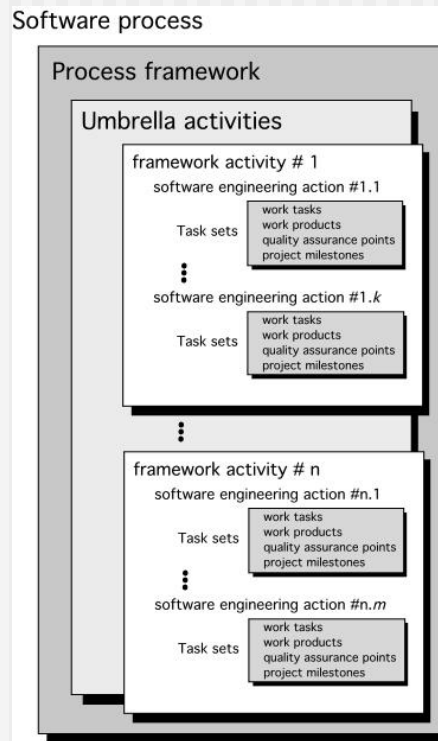 Software process
Process framework
Umbrella activities
framework activity # 1
software engineering action #1.1
Task sets
work tasks
work products
quality assurance points
project milestones
software engineering action #1.k
Task sets
work tasks
work products
quality assurance points
project milestones
framework activity # n
software engineering action #n.1
Task sets
work tasks
work products
quality assurance points
project milestones
software engineering action #n.m
Task sets
work tasks
work products
quality assurance points
project milestones